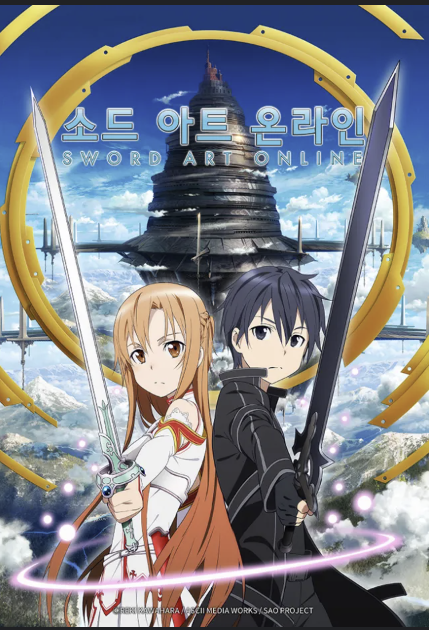 소드 아트 온라인
SWORD ART ONLINE
©REKI KAWAHARA / ASCII MEDIA WORKS / SAO PROJECT